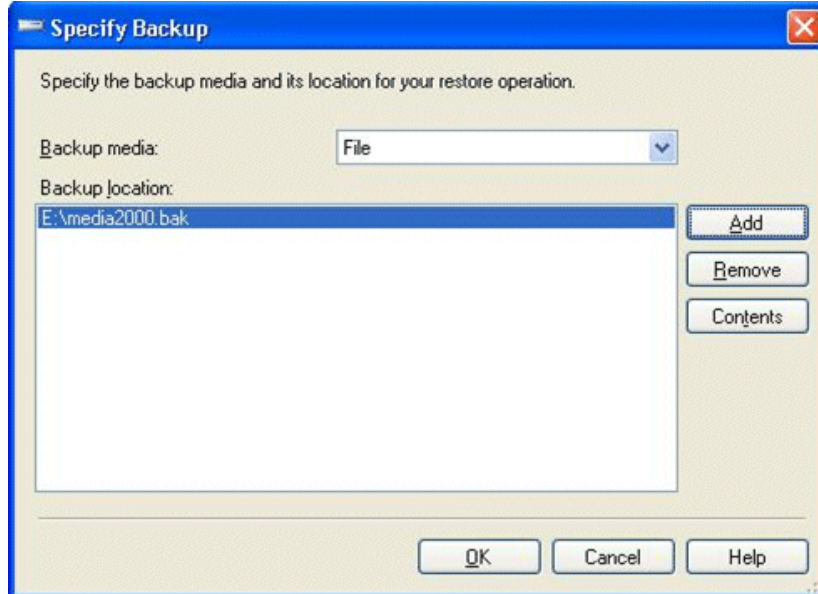 Specify Backup
Specify the backup media and its location for your restore operation.
Backup media:
File
Backup location:
E:\media2000.bak
Add
Remove
Contents
OK
Cancel
Help